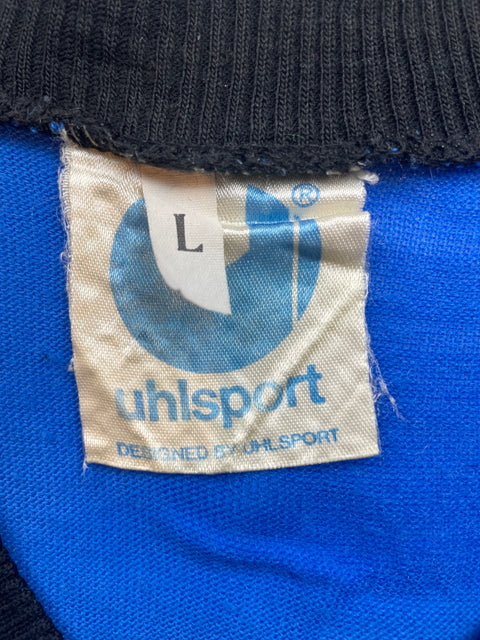 ®
L
uhlsport
DESIGNED BY UHLSPORT